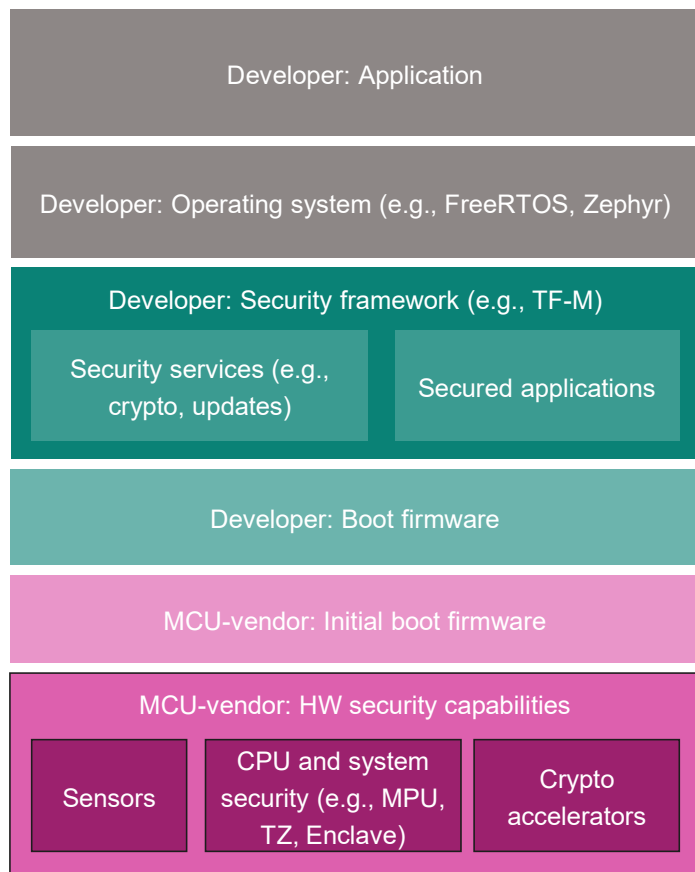 Developer: Application
Developer: Operating system (e.g., FreeRTOS, Zephyr)
Developer: Security framework (e.g., TF-M)
Security services (e.g.,
crypto, updates)
Secured applications
Developer: Boot firmware
MCU-vendor: Initial boot firmware
MCU-vendor: HW security capabilities
Sensors
CPU and system
security (e.g., MPU,
TZ, Enclave)
Crypto
accelerators